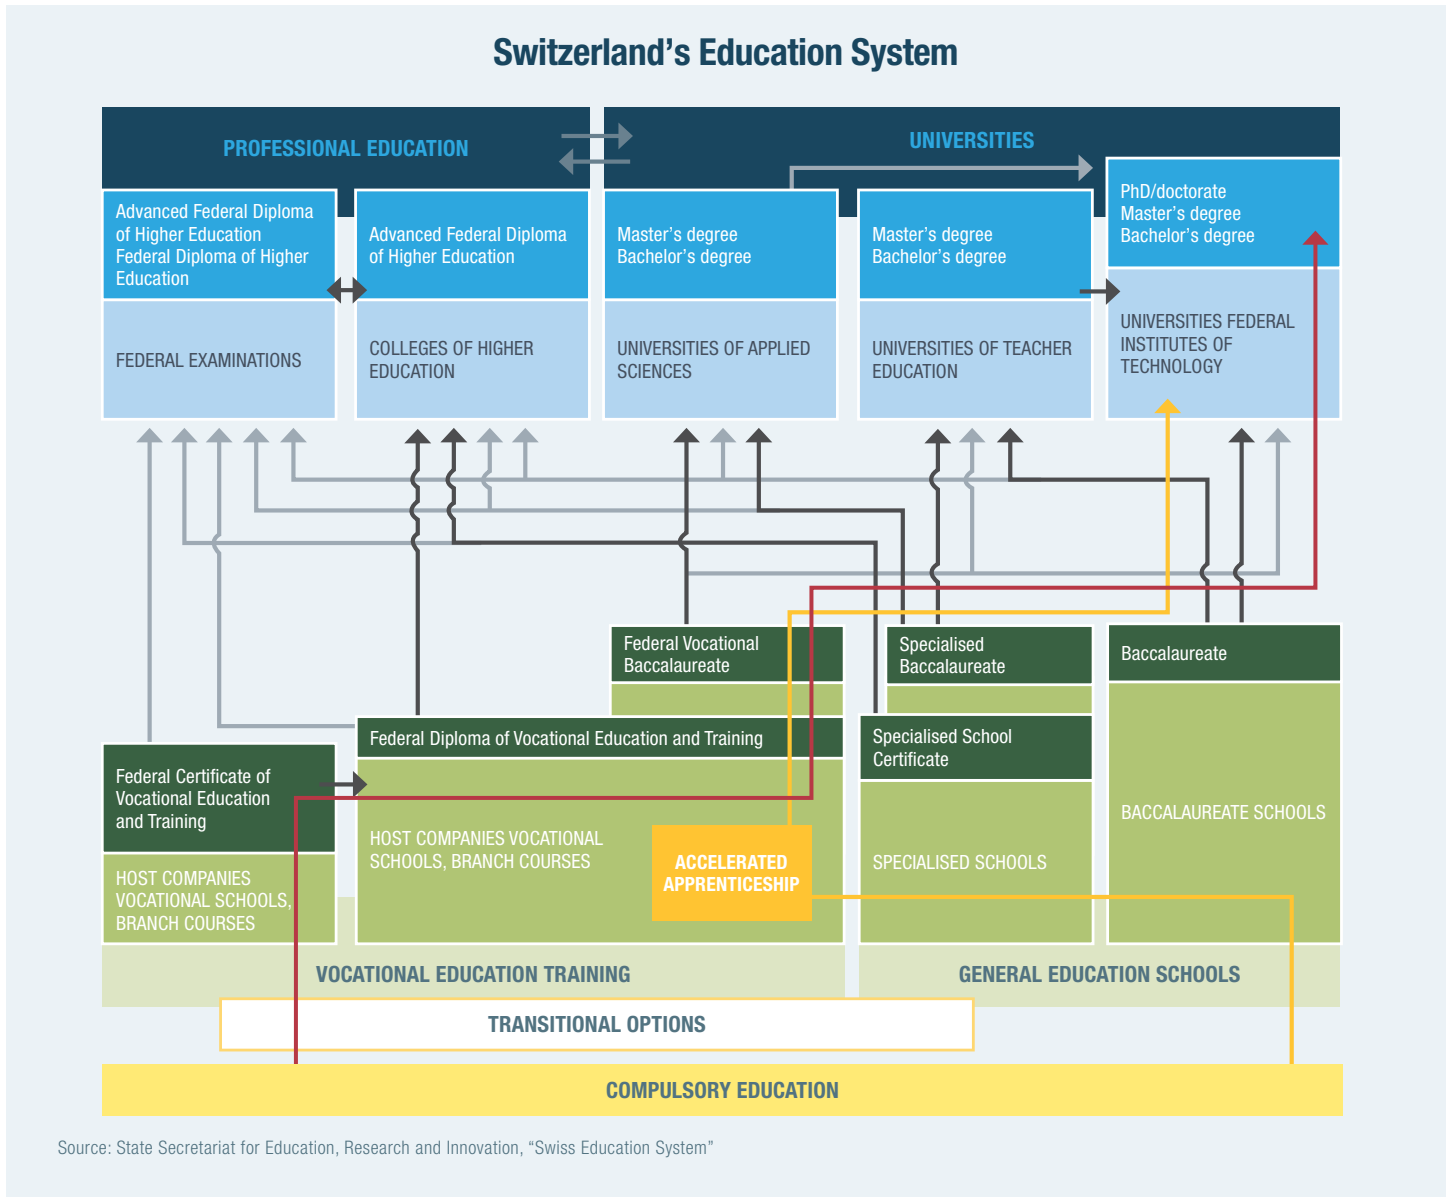 Switzerland's Education System
PROFESSIONAL EDUCATION
UNIVERSITIES
Advanced Federal Diploma
of Higher Education
Federal Diploma of Higher
Education
FEDERAL EXAMINATIONS
Advanced Federal Diploma
of Higher Education
COLLEGES OF HIGHER
EDUCATION
Master's degree
Bachelor's degree
UNIVERSITIES OF APPLIED
SCIENCES
Master's degree
Bachelor's degree
UNIVERSITIES OF TEACHER
EDUCATION
PhD/doctorate
Master's degree
Bachelor's degree
UNIVERSITIES FEDERAL
INSTITUTES OF
TECHNOLOGY
Federal Certificate of
Vocational Education
and Training
HOST COMPANIES
VOCATIONAL SCHOOLS,
BRANCH COURSES
Federal Vocational
Baccalaureate
Federal Diploma of Vocational Education and Training
HOST COMPANIES VOCATIONAL
SCHOOLS, BRANCH COURSES
ACCELERATED
APPRENTICESHIP
Specialised
Baccalaureate
Specialised School
Certificate
SPECIALISED SCHOOLS
Baccalaureate
BACCALAUREATE SCHOOLS
VOCATIONAL EDUCATION TRAINING
GENERAL EDUCATION SCHOOLS
TRANSITIONAL OPTIONS
COMPULSORY EDUCATION
Source: State Secretariat for Education, Research and Innovation, “Swiss Education System”